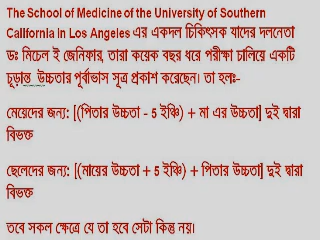 The School of Medicine of the University of Southern
California in Los Angeles এর একদল চিকিৎসক যাদের দলনেতা
ডঃ মিচেল ই জেনিফার, তারা কয়েক বছর ধরে পরীক্ষা চালিয়ে একটি
চূড়ান্ত উচ্চতার পূর্বাভাস সূত্র প্রকাশ করেছেন। তা হলঃ-
মেয়েদের জন্য: [(পিতার উচ্চতা - 5 ইঞ্চি) + মা এর উচ্চতা] দুই দ্বারা
বিভক্ত
ছেলেদের জন্য: [(মায়ের উচ্চতা + 5 ইঞ্চি) + পিতার উচ্চতা] দুই দ্বারা
বিভক্ত
তবে সকল ক্ষেত্রে যে তা হবে সেটা কিন্তু নয়।